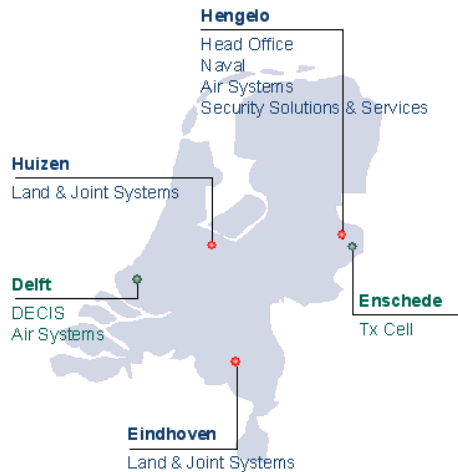 Hengelo
Head Office
Naval
Air Systems
Security Solutions & Services
Huizen
Land & Joint Systems
Delft
DECIS
Air Systems
Enschede
Tx Cell
Eindhoven
Land & Joint Systems